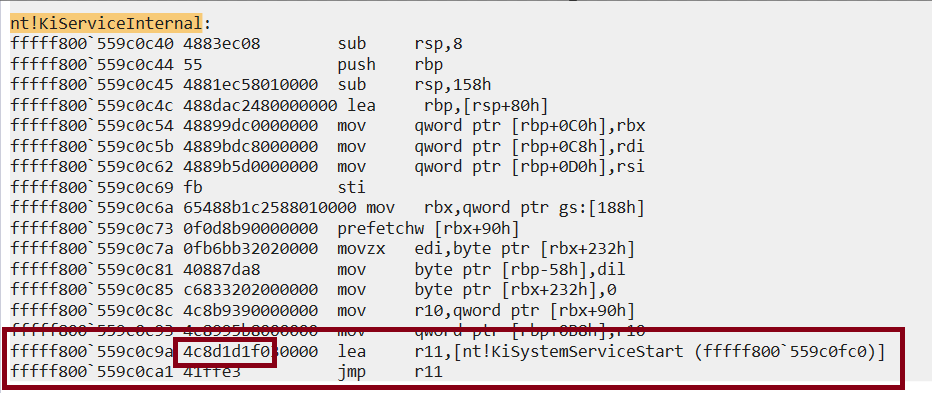 nt!KiServiceInternal:
fffff800`559c0c40 4883ec08 sub rsp,8
fffff800`559c0c44 55 push rbp
fffff800`559c0c45 4881ec58010000 sub rsp,158h
fffff800`559c0c4c 488dac2480000000 lea rbp,[rsp+80h]
fffff800`559c0c54 48899dc0000000 mov qword ptr [rbp+0C0h],rbx
fffff800`559c0c5b 4889bdc8000000 mov qword ptr [rbp+0C8h],rdi
fffff800`559c0c62 4889b5d0000000 mov qword ptr [rbp+0D0h],rsi
fffff800`559c0c69 fb sti
fffff800`559c0c6a 65488b1c2588010000 mov rbx,qword ptr gs:[188h]
fffff800`559c0c73 0f0d8b90000000 prefetchw [rbx+90h]
fffff800`559c0c7a 0fb6bb32020000 movzx edi,byte ptr [rbx+232h]
fffff800`559c0c81 40887da8 mov byte ptr [rbp-58h],dil
fffff800`559c0c85 c6833202000000 mov byte ptr [rbx+232h],0
fffff800`559c0c8c 4c8b9390000000 mov r10,qword ptr [rbx+90h]
fffff800`559c0c93 4c8995d8000000 mov qword ptr [rbp+0D8h],r10
fffff800`559c0c9a 4c8d1d1f030000 lea r11,[nt!KiSystemServiceStart (fffff800`559c0fc0)]
fffff800`559c0ca1 41ffe3 jmp r11